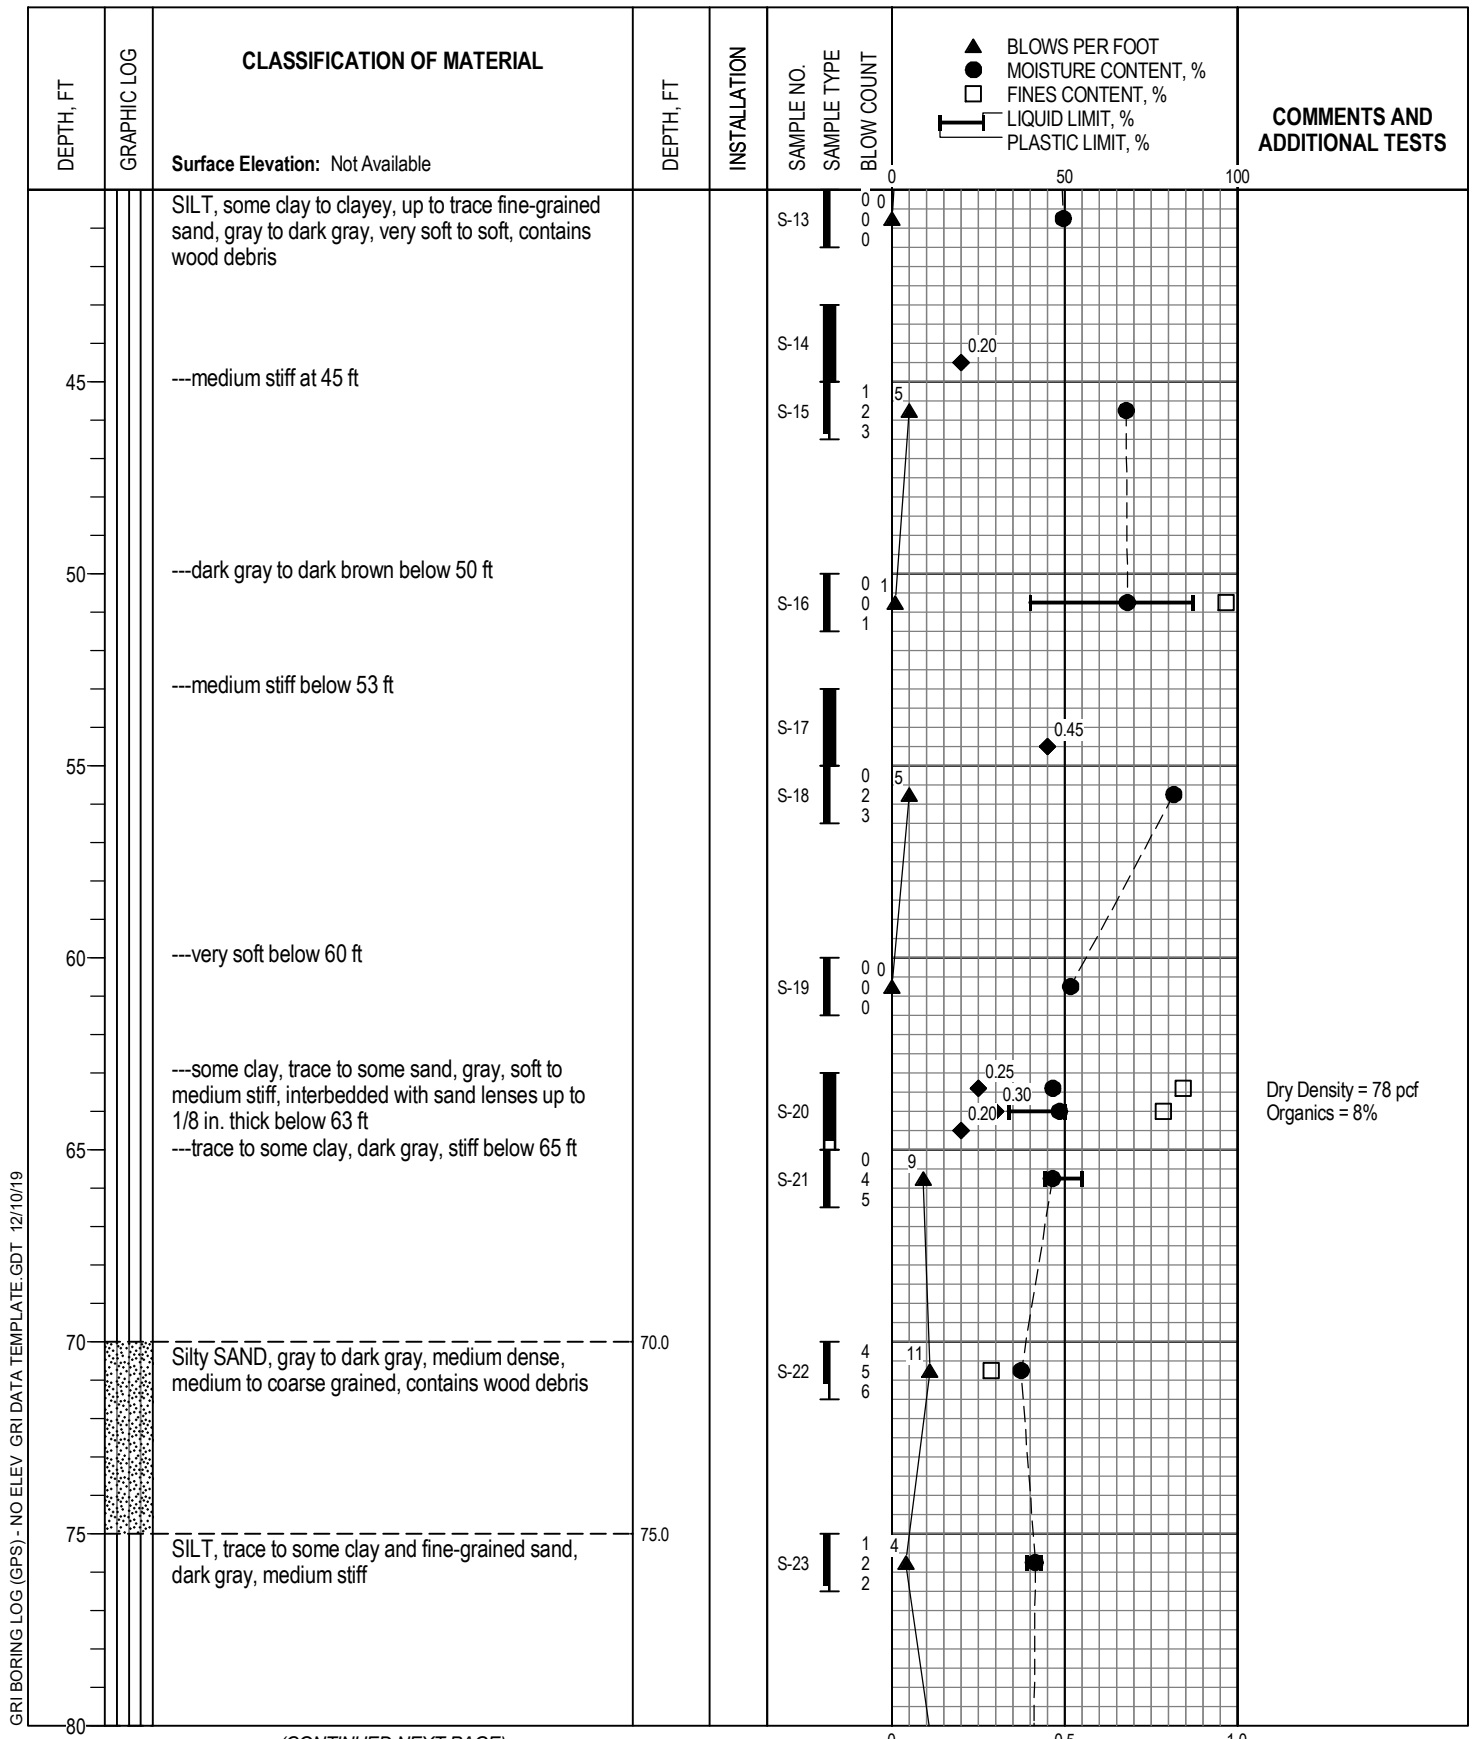 DEPTH, FT
GRAPHIC LOG
CLASSIFICATION OF MATERIAL
Surface Elevation: Not Available
DEPTH, FT
INSTALLATION
SAMPLE NO.
SAMPLE TYPE
BLOW COUNT
BLOWS PER FOOT
MOISTURE CONTENT, %
FINES CONTENT, %
LIQUID LIMIT, %
PLASTIC LIMIT, %
0 50 100
COMMENTS AND
ADDITIONAL TESTS
SILT, some clay to clayey, up to trace fine-grained
sand, gray to dark gray, very soft to soft, contains
wood debris
S-13
0
0
0
0
S-14
0.20
45
---medium stiff at 45 ft
S-15
1
2
3
5
50
---dark gray to dark brown below 50 ft
S-16
0
0
1
1
---medium stiff below 53 ft
S-17
0.45
55
S-18
0
2
3
5
60
---very soft below 60 ft
S-19
0
0
0
0
---some clay, trace to some sand, gray, soft to
medium stiff, interbedded with sand lenses up to
1/8 in. thick below 63 ft
S-20
0.25
0.30
0.20
Dry Density = 78 pcf
Organics = 8%
65
---trace to some clay, dark gray, stiff below 65 ft
S-21
0
4
5
9
70
70.0
Silty SAND, gray to dark gray, medium dense,
medium to coarse grained, contains wood debris
S-22
4
5
6
11
75
75.0
SILT, trace to some clay and fine-grained sand,
dark gray, medium stiff
S-23
1
2
2
4
80
(CONTINUED NEXT PAGE)
0 0.5 1.0
GRI BORING LOG (GPS) - NO ELEV GRI DATA TEMPLATE.GDT 12/10/19